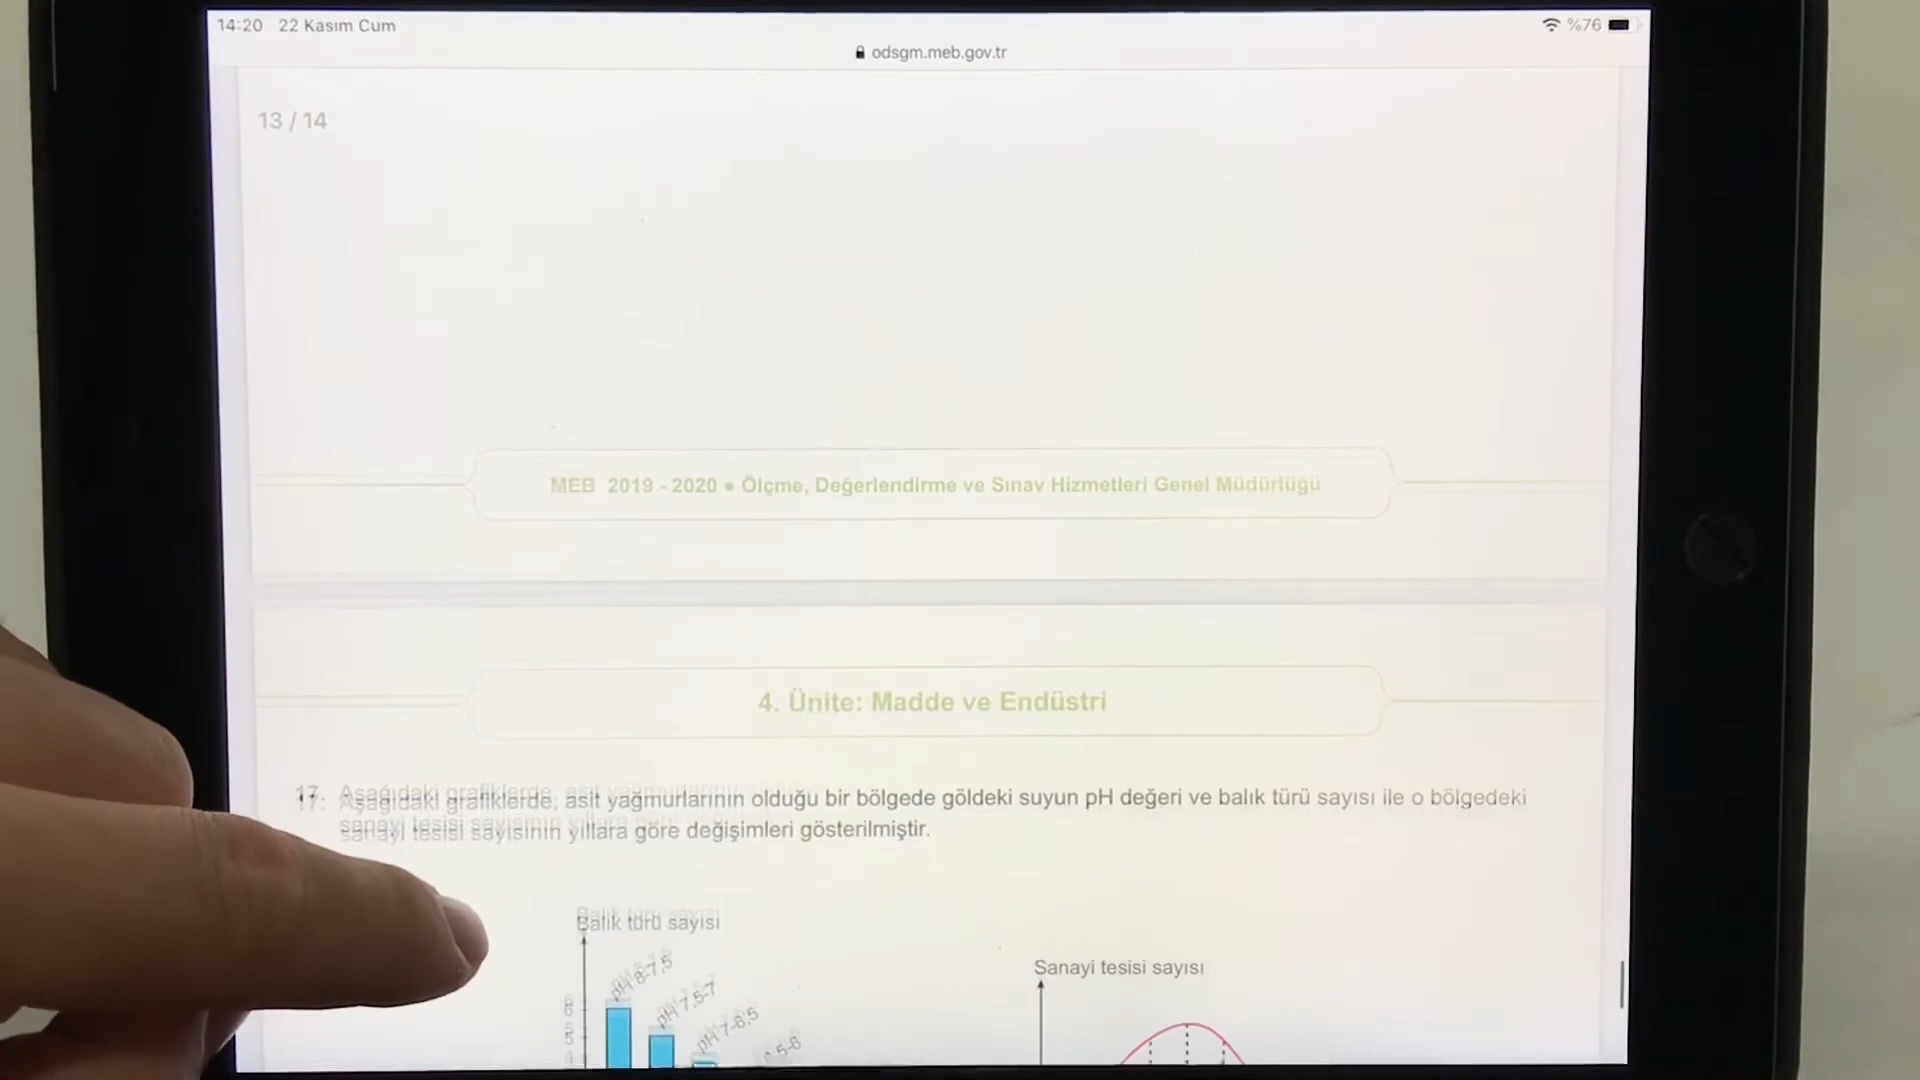 14:20 22 Kasım Cum
%76
odsgm.meb.gov.tr
13 / 14
MEB 2019 - 2020 • Ölçme, Değerlendirme ve Sınav Hizmetleri Genel Müdürlüğü
4. Ünite: Madde ve Endüstri
17. Aşağıdaki grafiklerde, asit yağmurlarının olduğu bir bölgede göldeki suyun pH değeri ve balık türü sayısı ile o bölgedeki
sanayi tesisi sayısının yıllara göre değişimleri gösterilmiştir.
Balık türü sayısı
pH 8-7,5
pH 7,5-7
pH 7-6,5
6
5
Sanayi tesisi sayısı